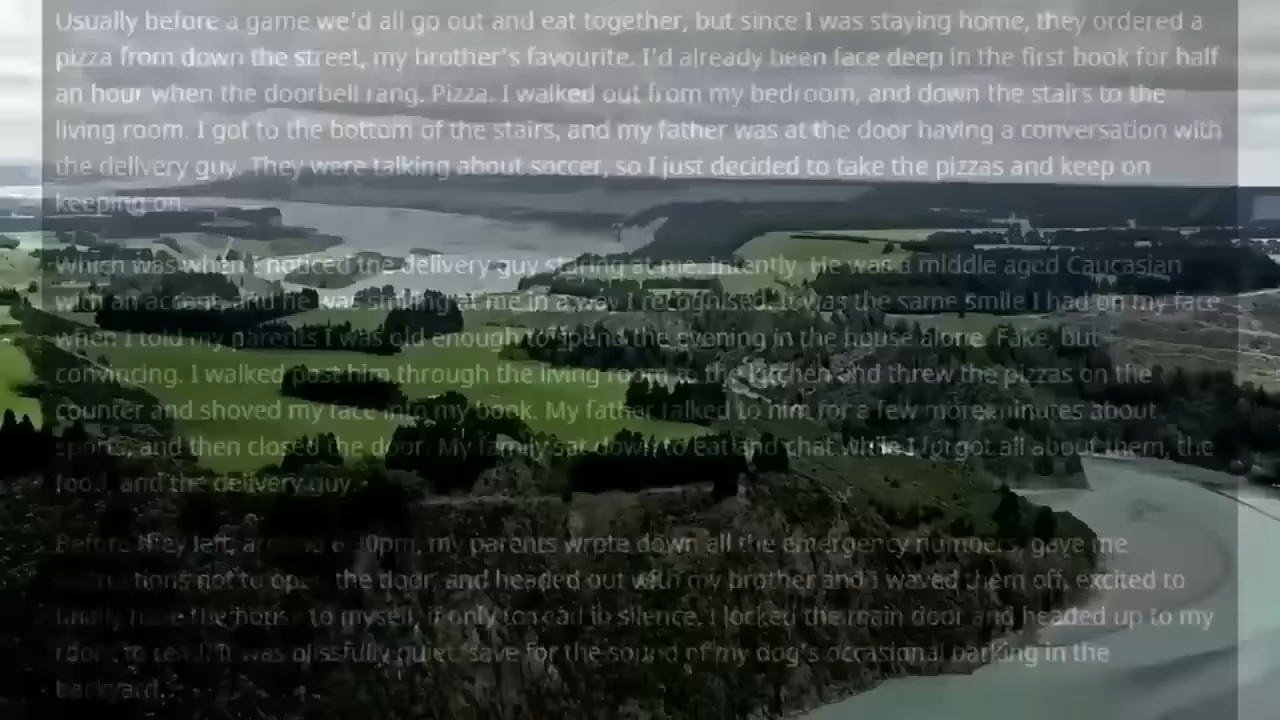 Usually before a game we'd all go out and eat together, but since I was staying home, they ordered a
pizza from down the street, my brother's favourite. I'd already been face deep in the first book for half
an hour when the doorbell rang. Pizza. I walked out from my bedroom, and down the stairs to the
living room. I got to the bottom of the stairs, and my father was at the door having a conversation with
the delivery guy. They were talking about soccer, so I just decided to take the pizzas and keep on
keeping on.
which was when I noticed the delivery guy staring at me intently. He was a middle aged Caucasian
with an accent, and he was smiling at me in a way I recognised. It was the same smile I had on my face
when I told my parents I was old enough to spend the evening in the house alone. Fake, but
convincing. I walked past him through the living room to the kitchen and threw the pizzas on the
counter and shoved my face into my book. My father talked to him for a few more minutes about
sports, and then closed the door. My family sat down to eat and chat while I forgot all about them, the
food, and the delivery guy.
Before they left, around my parents wrote down all the emergency numbers, gave me
instructions not to open the door, and headed out with my brother and I waved them off, excited to
finally have the house to myself, if only to read in silence. I locked the main door and headed up to my
room to read. It was blissfully quiet, save for the sound of my dog's occasional barking in the
backyard.